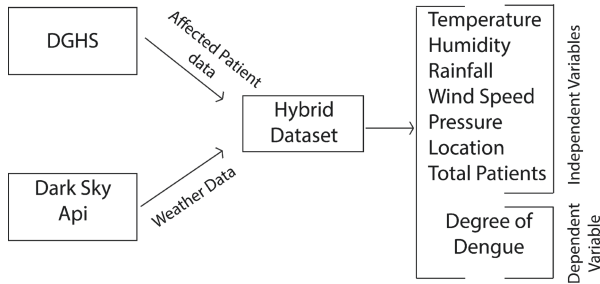 DGHS
Affected Patient
data
Dark Sky
Api
Weather Data
Hybrid
Dataset
Temperature
Humidity
Rainfall
Wind Speed
Pressure
Location
Total Patients
Independent Variables
Degree of
Dengue
Dependent
Variable